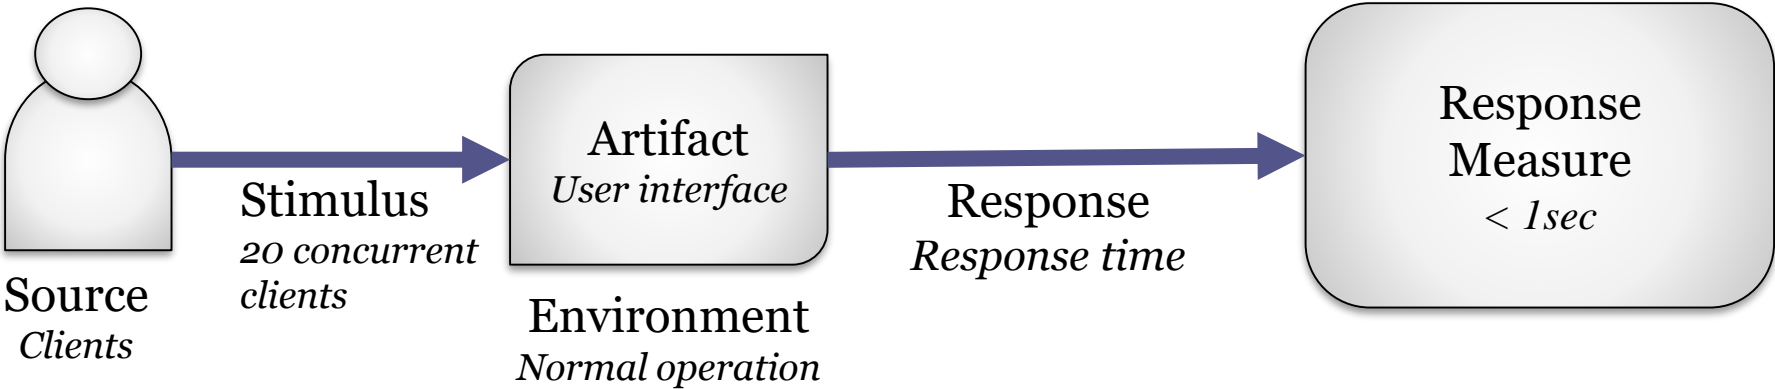 Source
Clients
Stimulus
20 concurrent
clients
Artifact
User interface
Environment
Normal operation
Response
Response time
Response
Measure
< 1sec